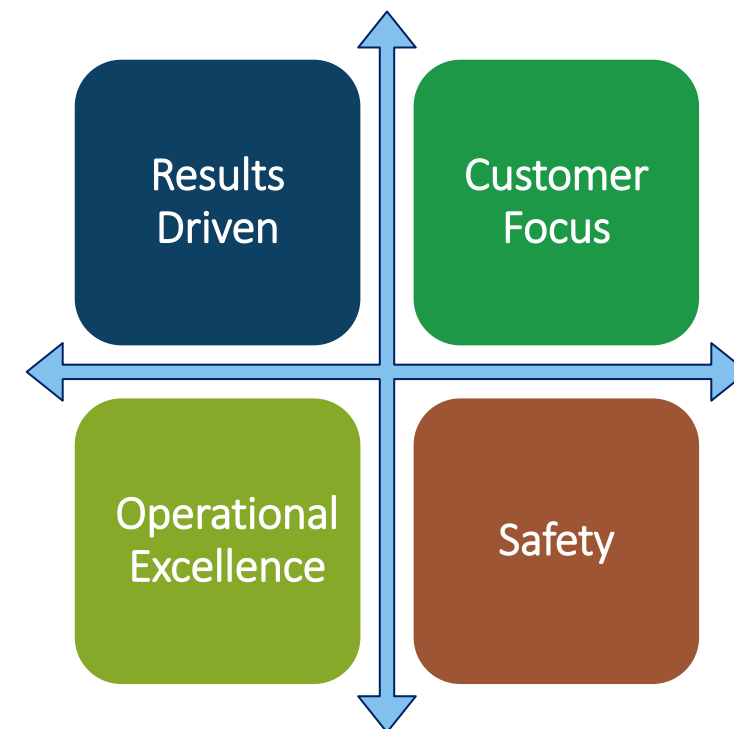 Results
Driven
Customer
Focus
Operational
Excellence
Safety